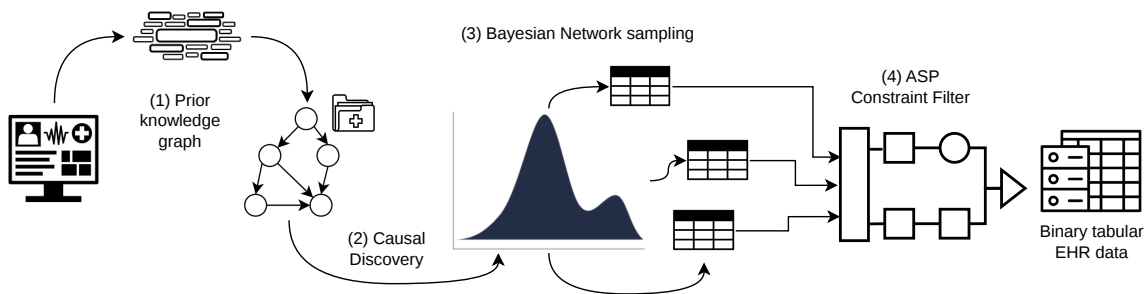 (3) Bayesian Network sampling
(1) Prior
knowledge
graph
(4) ASP
Constraint Filter
(2) Causal
Discovery
Binary tabular
EHR data